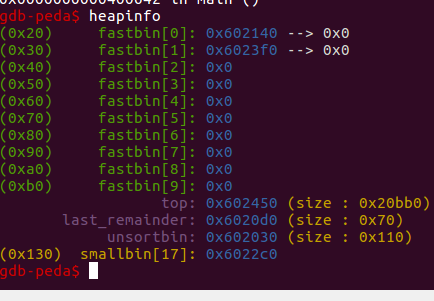 gdb-peda$ heapinfo
(0x20)     fastbin[0]: 0x602140 --> 0x0
(0x30)     fastbin[1]: 0x6023f0 --> 0x0
(0x40)     fastbin[2]: 0x0
(0x50)     fastbin[3]: 0x0
(0x60)     fastbin[4]: 0x0
(0x70)     fastbin[5]: 0x0
(0x80)     fastbin[6]: 0x0
(0x90)     fastbin[7]: 0x0
(0xa0)     fastbin[8]: 0x0
(0xb0)     fastbin[9]: 0x0
                  top: 0x602450 (size : 0x20bb0)
       last_remainder: 0x6020d0 (size : 0x70)
            unsortbin: 0x602030 (size : 0x110)
(0x130)  smallbin[17]: 0x6022c0
gdb-peda$